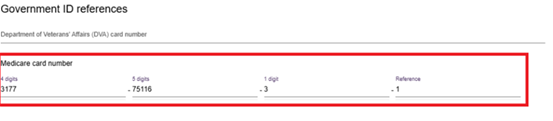 Government ID references
Department of Veterans' Affairs (DVA) card number
Medicare card number
4 digits 5 digits 1 digit Reference
3177 - 75116 - 3 - 1